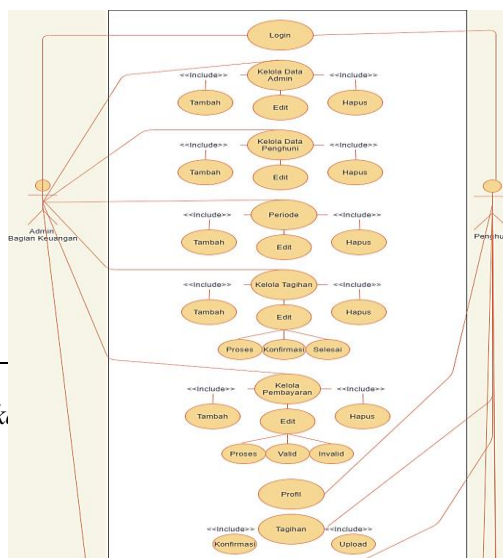 Login
Kelola Data
Admin
<<Include>>
<<Include>>
Tambah
Edit
Hapus
Kelola Data
Penghuni
<<Include>>
<<Include>>
Tambah
Edit
Hapus
Admin
Bagian Keuangan
Periode
<<Include>>
<<Include>>
Tambah
Edit
Hapus
Kelola Tagihan
<<Include>>
<<Include>>
Tambah
Edit
Hapus
Proses
Konfirmasi
Selesai
Kelola
Pembayaran
<<Include>>
<<Include>>
Tambah
Edit
Hapus
Proses
Valid
Invalid
Profil
Tagihan
<<Include>>
<<Include>>
Konfirmasi
Upload